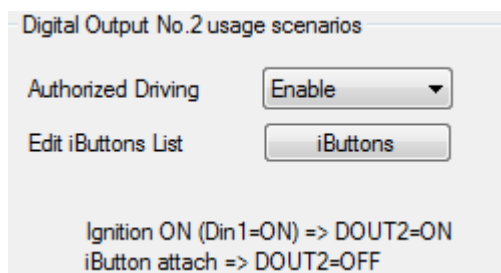 Digital Output No.2 usage scenarios
Authorized Driving Enable
Edit iButtons List iButtons
Ignition ON (Din1=ON) => DOUT2=ON
iButton attach => DOUT2=OFF